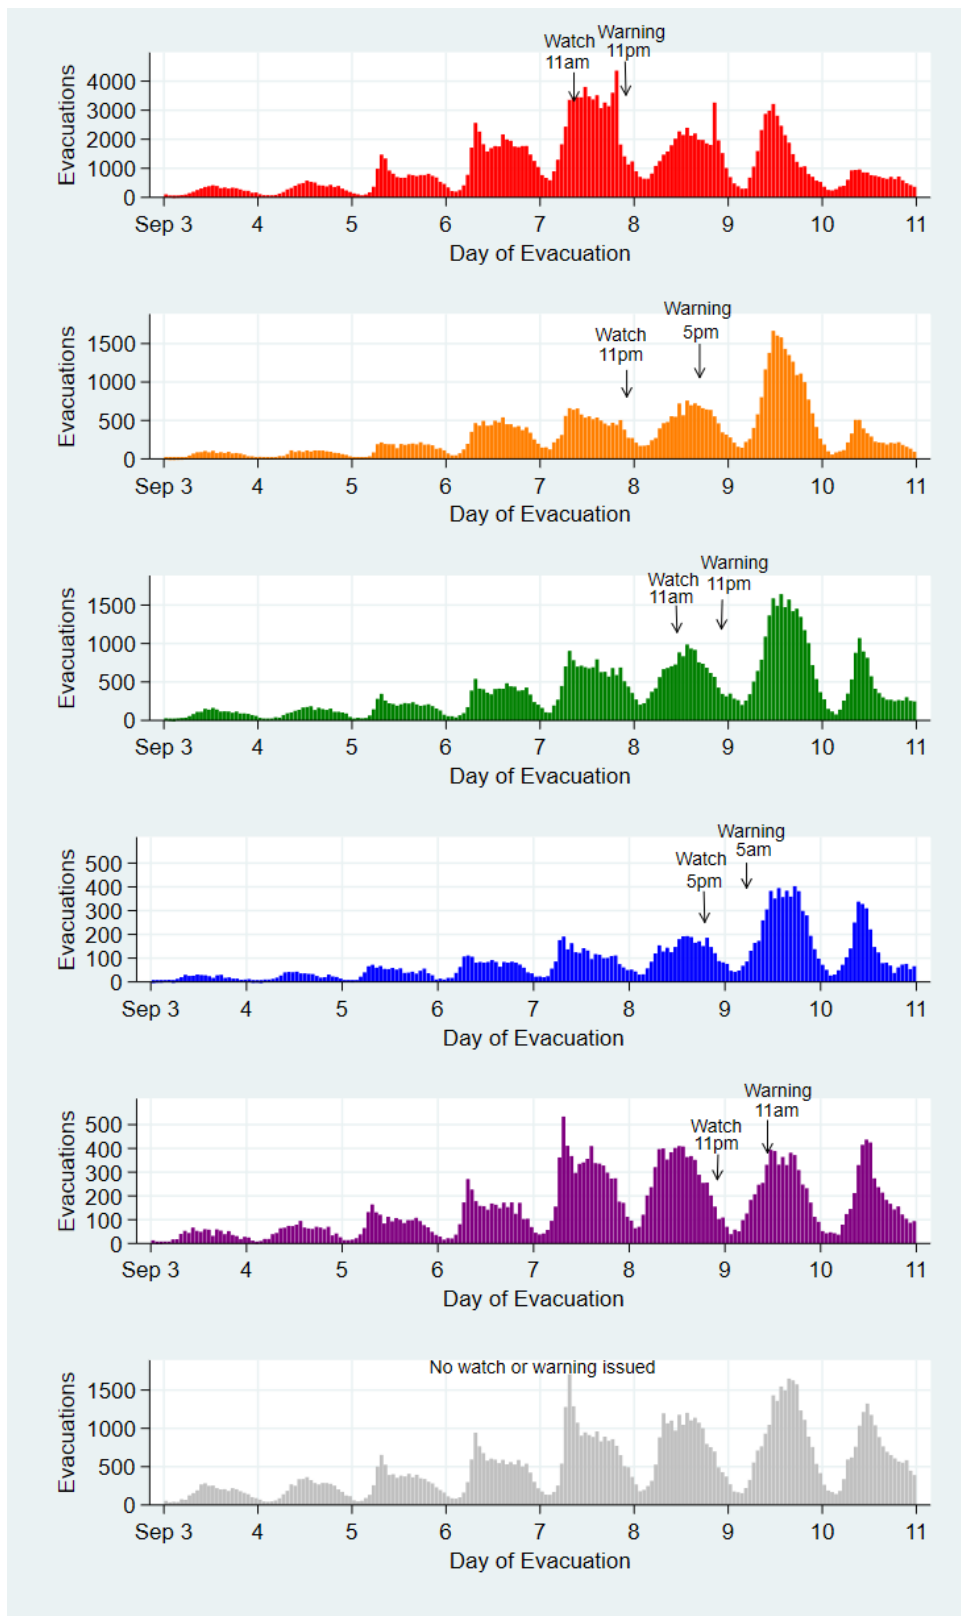 Watch Warning
11am 11pm
Evacuations
4000
3000
2000
1000
0
Sep 3 4 5 6 7 8 9 10 11
Day of Evacuation
Warning
5pm
Watch
11pm
Evacuations
1500
1000
500
0
Sep 3 4 5 6 7 8 9 10 11
Day of Evacuation
Warning
11pm
Watch
11am
Evacuations
1500
1000
500
0
Sep 3 4 5 6 7 8 9 10 11
Day of Evacuation
Warning
5am
Watch
5pm
Evacuations
500
400
300
200
100
0
Sep 3 4 5 6 7 8 9 10 11
Day of Evacuation
Warning
11am
Watch
11pm
Evacuations
500
400
300
200
100
0
Sep 3 4 5 6 7 8 9 10 11
Day of Evacuation
No watch or warning issued
Evacuations
1500
1000
500
0
Sep 3 4 5 6 7 8 9 10 11
Day of Evacuation